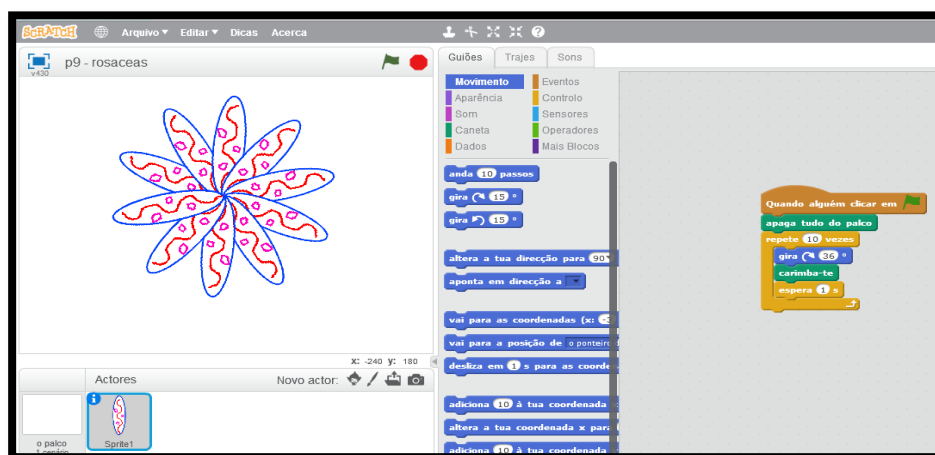 SCRATCH Arquivo Editar Dicas Acerca
v430
p9 - rosaceas
x: -240 y: 180
Actores
Novo actor:
o palco
1 cenário
Sprite1
Guiões Trajes Sons
Movimento Eventos
Aparência Controlo
Som Sensores
Caneta Operadores
Dados Mais Blocos
anda 10 passos
gira 15 º
gira 15 º
altera a tua direcção para 90
aponta em direcção a
vai para as coordenadas (x:
vai para a posição de o ponteiro
desliza em 1 s para as coorde
adiciona 10 à tua coordenada
altera a tua coordenada x para
adiciona 10 à tua coordenada
Quando alguém clicar em
apaga tudo do palco
repete 10 vezes
gira 36 º
carimba-te
espera 1 s